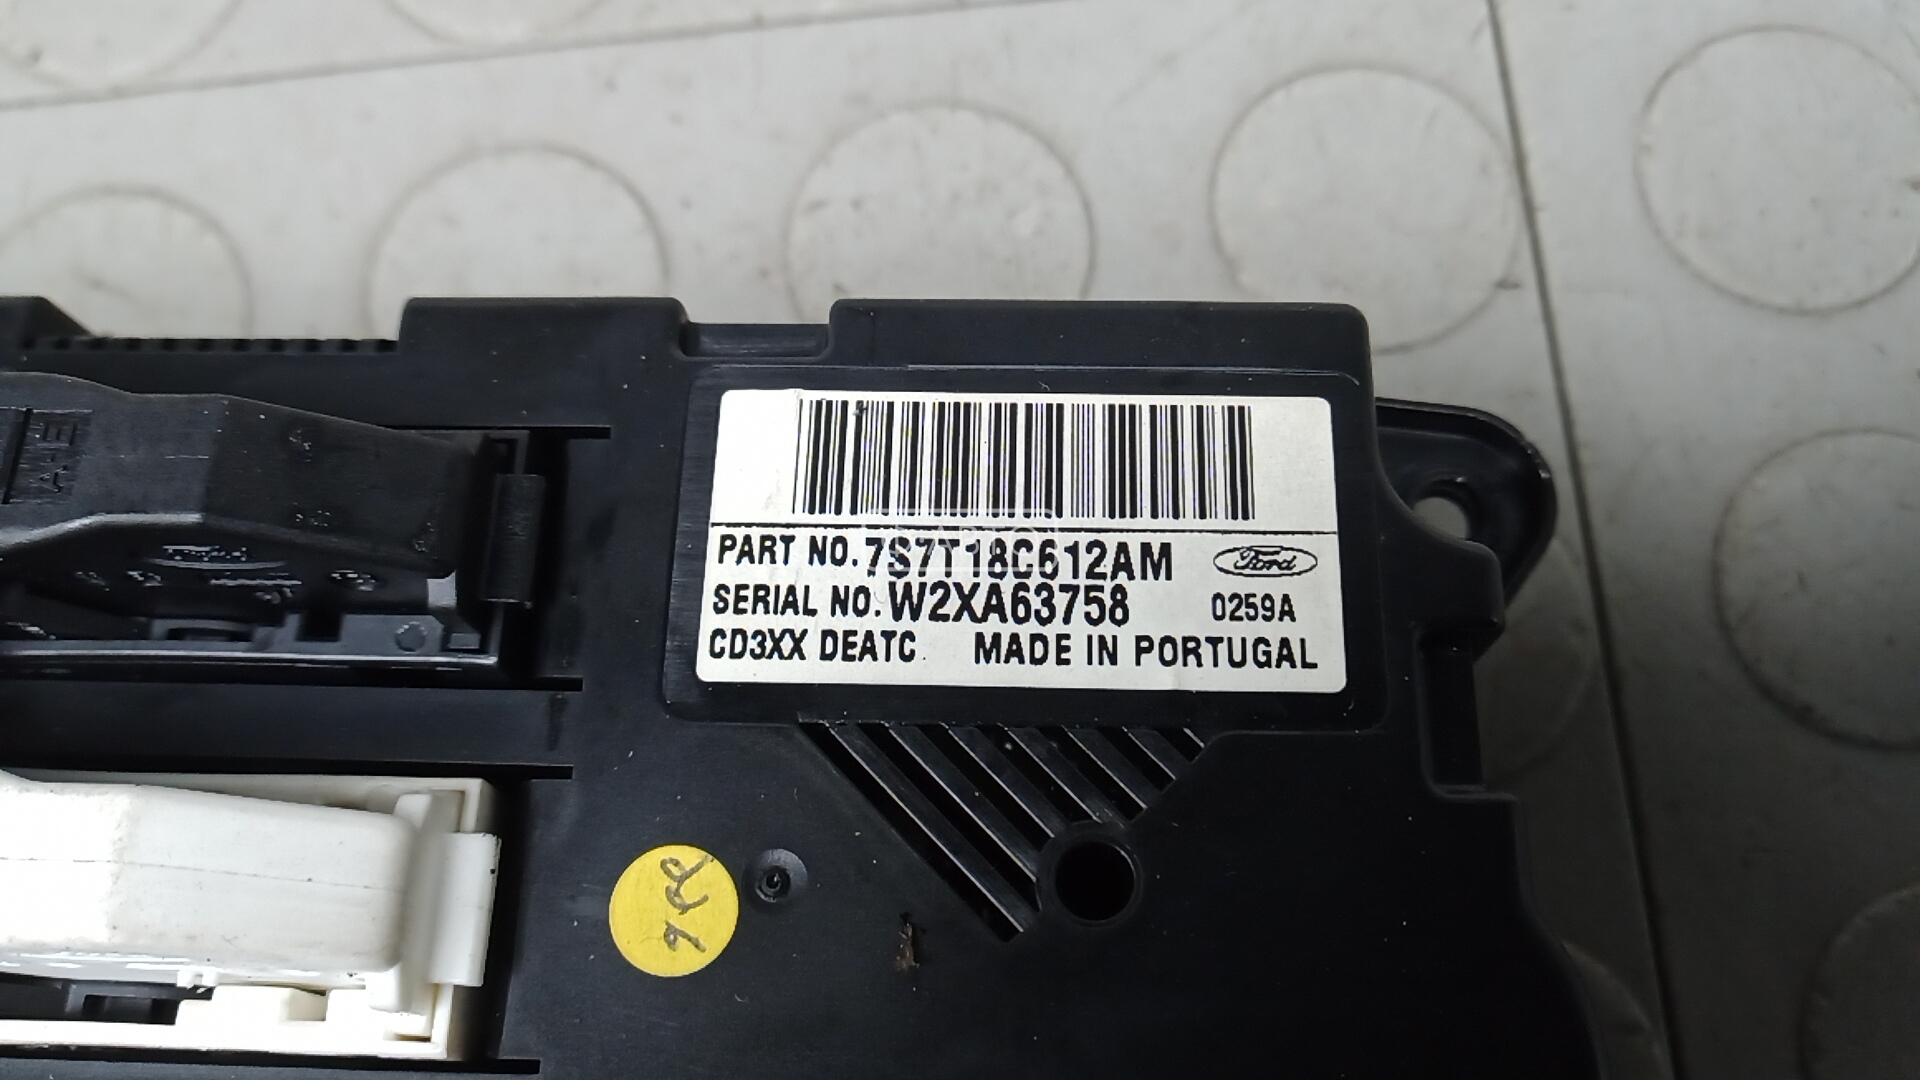 PART NO. 7S7T18C612AM Ford
SERIAL NO. W2XA63758 0259A
CD3XX DEATC MADE IN PORTUGAL
A-E